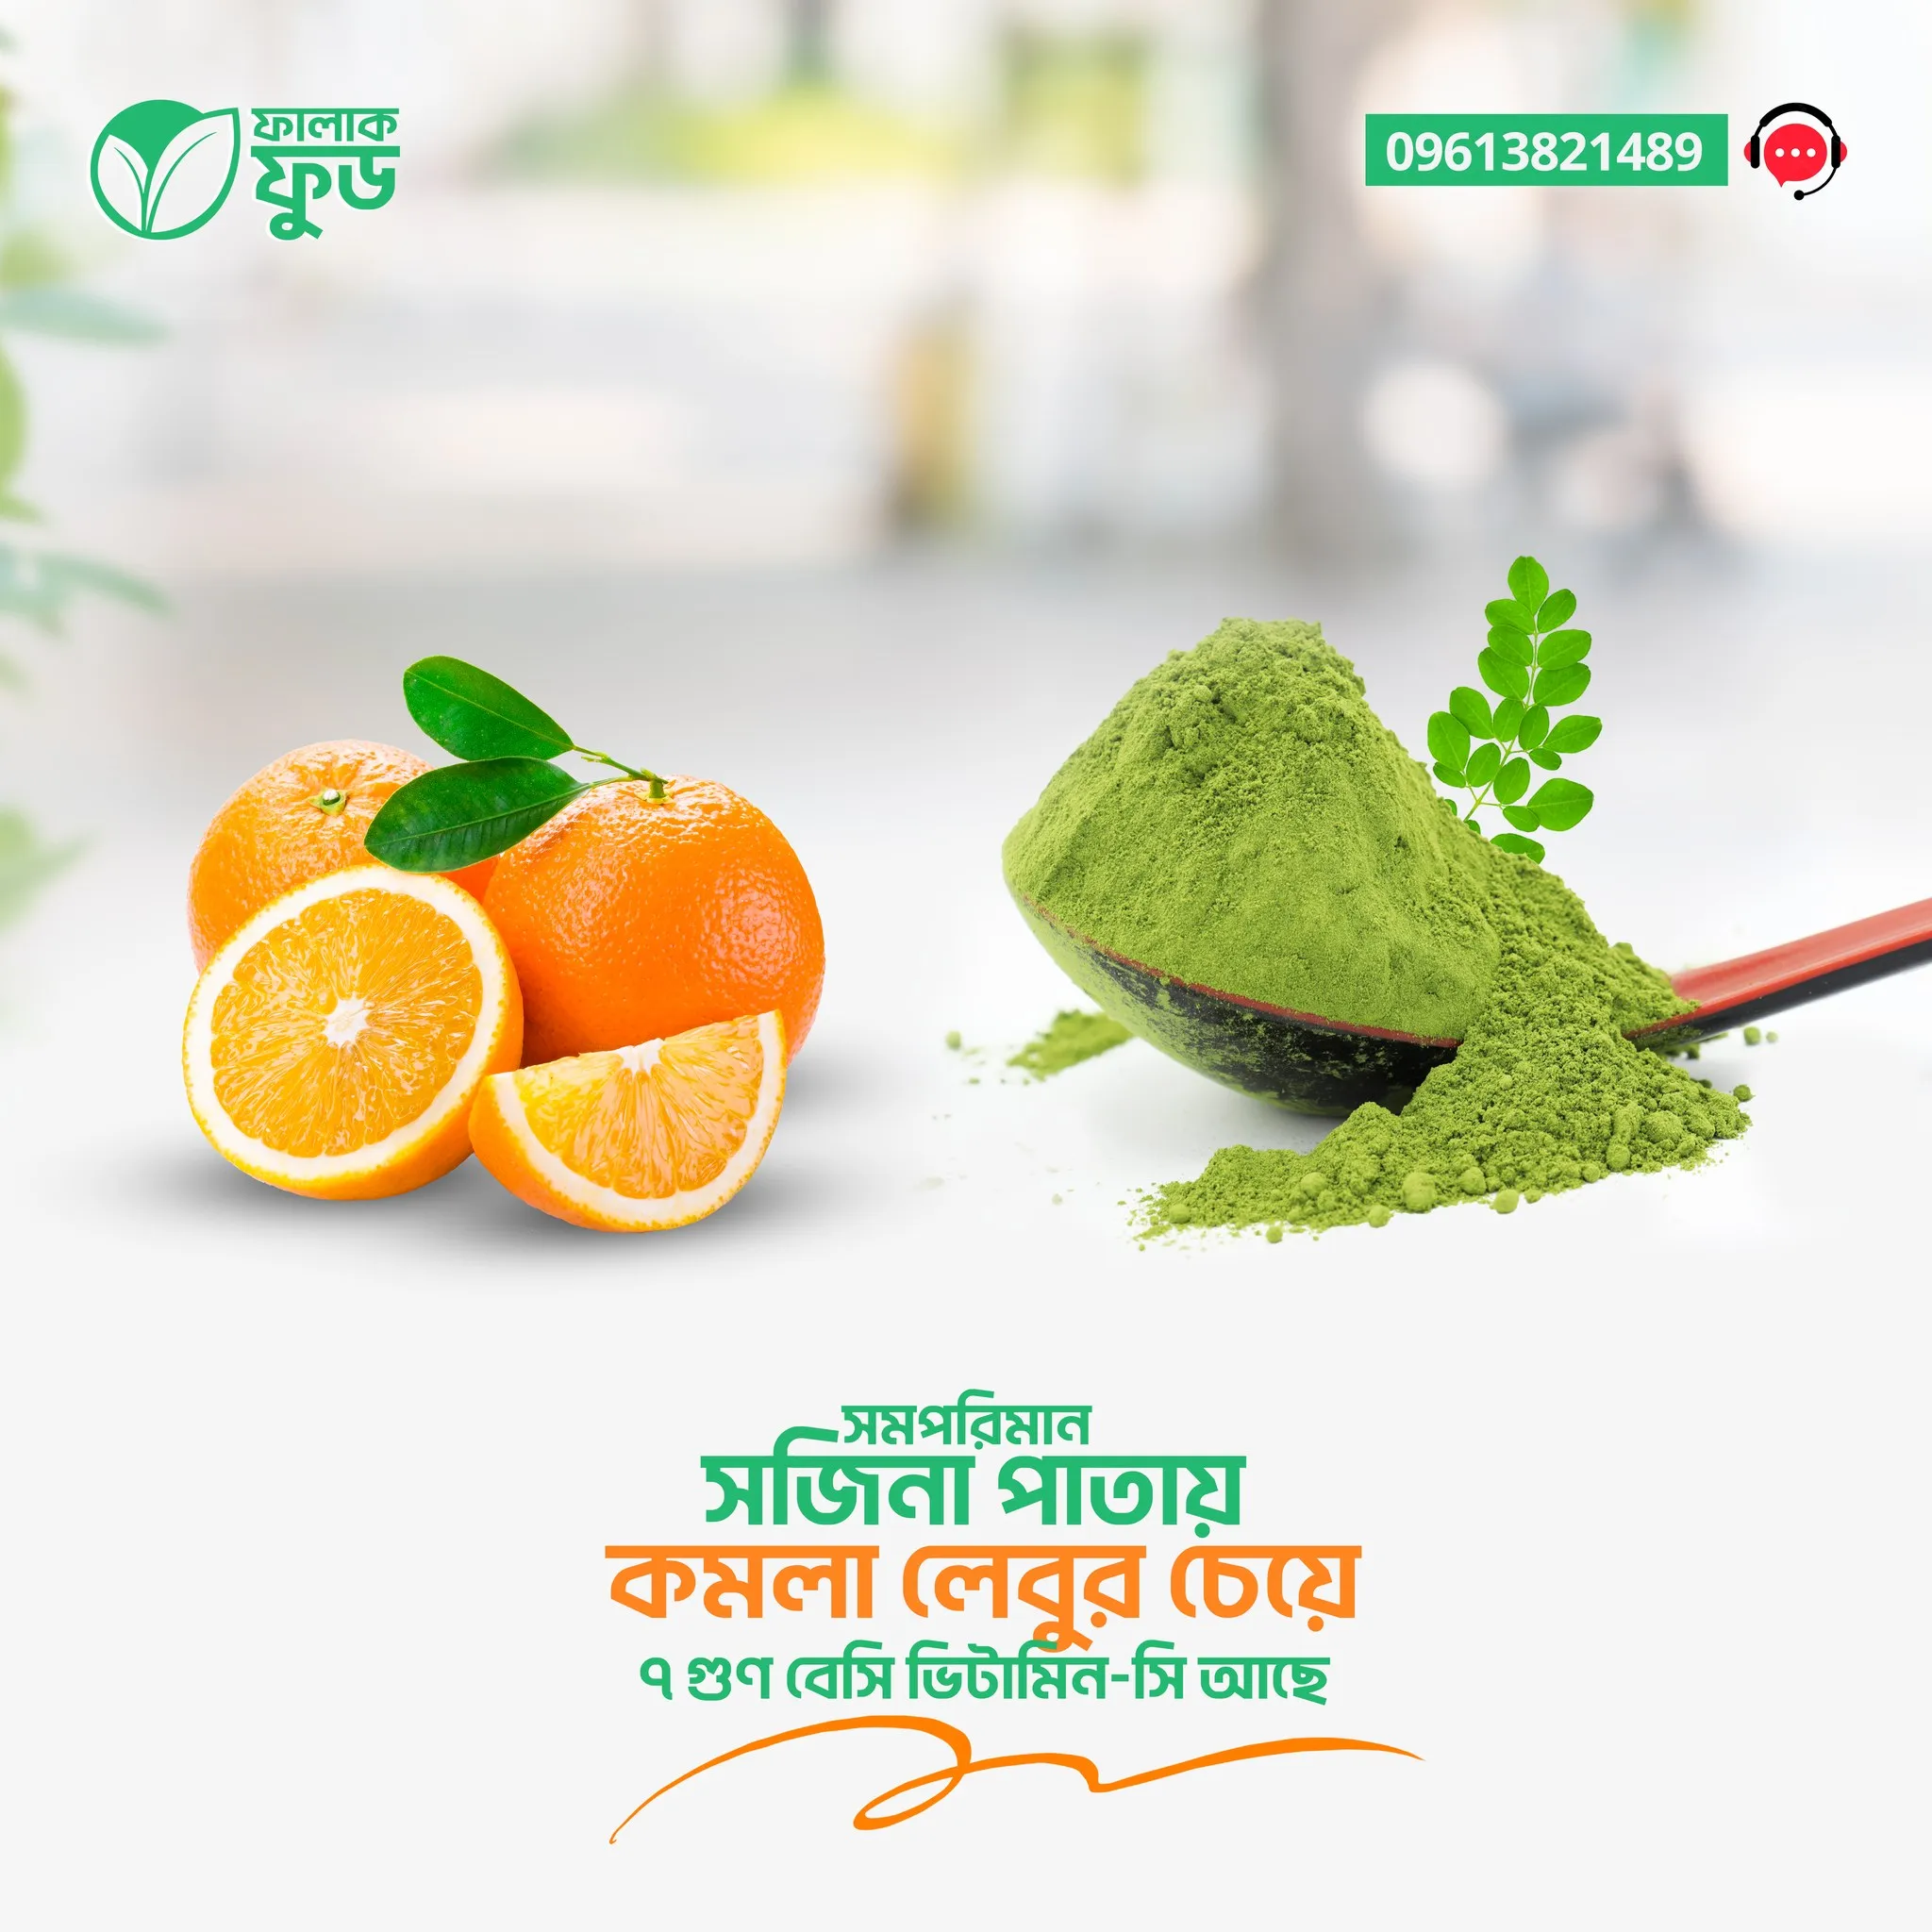 ফালাক
ফুড
09613821489
সমপরিমান
সজিনা পাতায়
কমলা লেবুর চেয়ে
৭ গুণ বেসি ভিটামিন-সি আছে